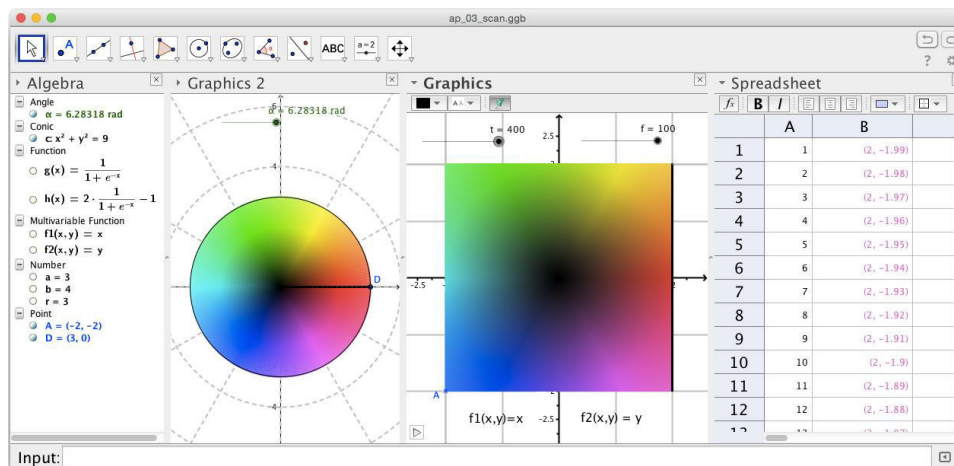 ap_03_scan.ggb
A
ABC
a=2
?
Algebra
Angle
α = 6.28318 rad
Conic
c: x² + y² = 9
Function
g(x) = 1 / (1 + e⁻ˣ)
h(x) = 2 · 1 / (1 + e⁻ˣ) − 1
Multivariable Function
f1(x,y) = x
f2(x,y) = y
Number
a = 3
b = 4
r = 3
Point
A = (−2, −2)
D = (3, 0)
Graphics 2
6
α = 6.28318 rad
4
D
4
Graphics
AA
t = 400
f = 100
2.5
-2.5
2
A
2
-2.5
f1(x,y)=x
f2(x,y) = y
Spreadsheet
fx B I
A B
1 1 (2, -1.99)
2 2 (2, -1.98)
3 3 (2, -1.97)
4 4 (2, -1.96)
5 5 (2, -1.95)
6 6 (2, -1.94)
7 7 (2, -1.93)
8 8 (2, -1.92)
9 9 (2, -1.91)
10 10 (2, -1.9)
11 11 (2, -1.89)
12 12 (2, -1.88)
Input: